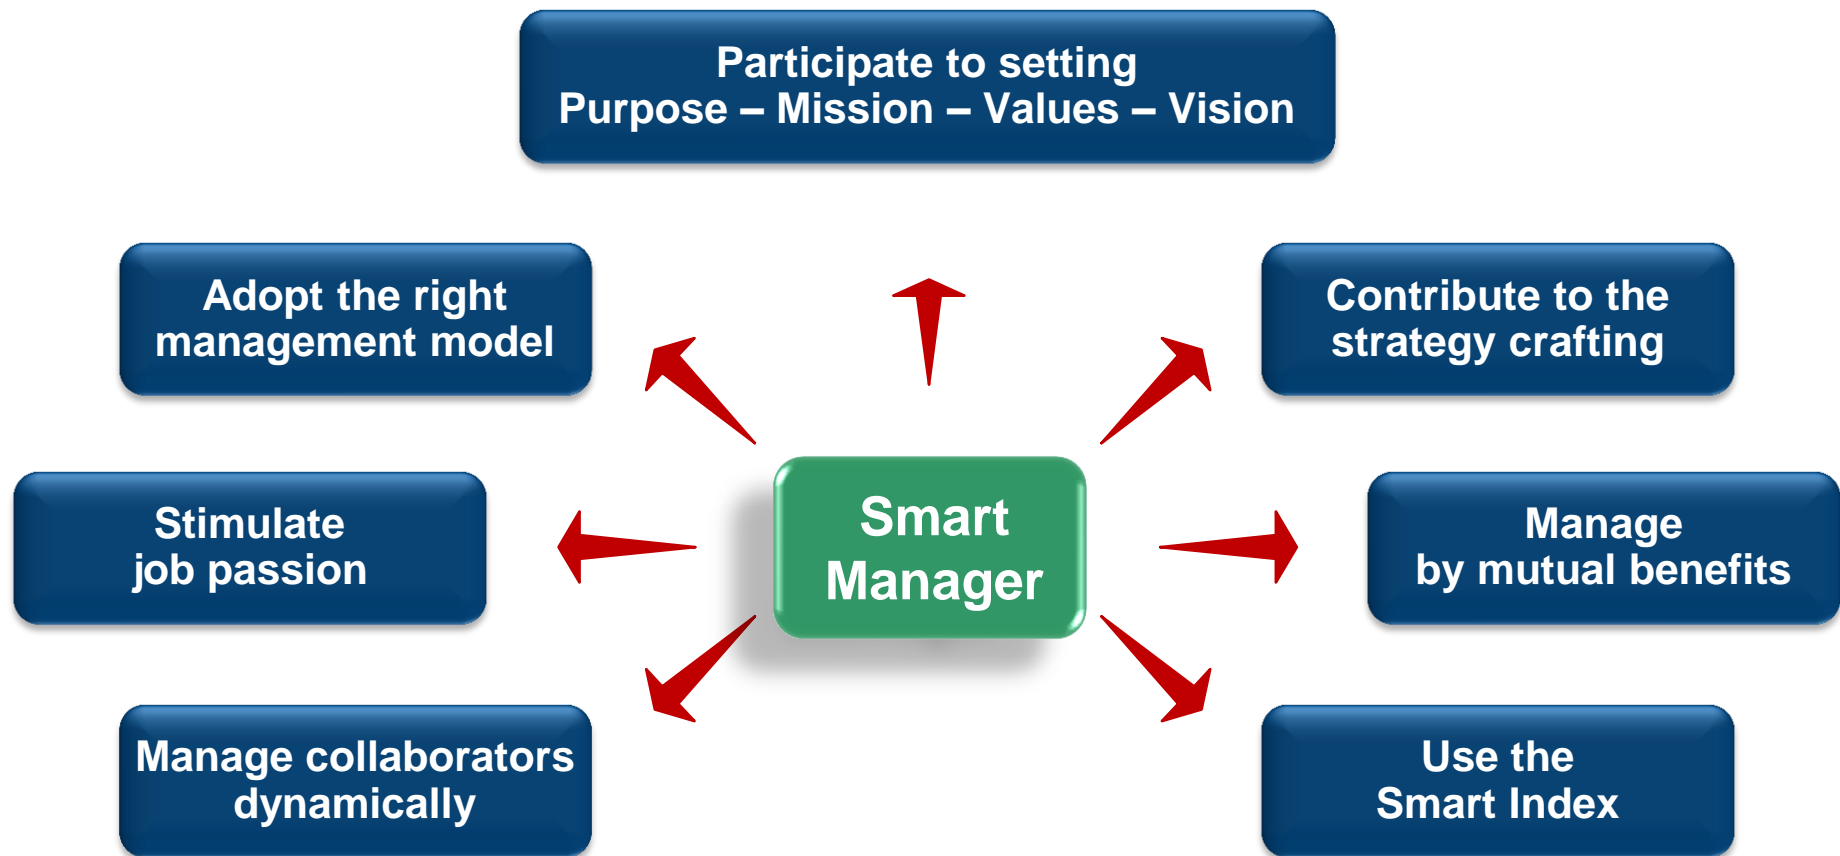 Participate to setting
Purpose – Mission – Values – Vision
Adopt the right
management model
Contribute to the
strategy crafting
Stimulate
job passion
Smart
Manager
Manage
by mutual benefits
Manage collaborators
dynamically
Use the
Smart Index